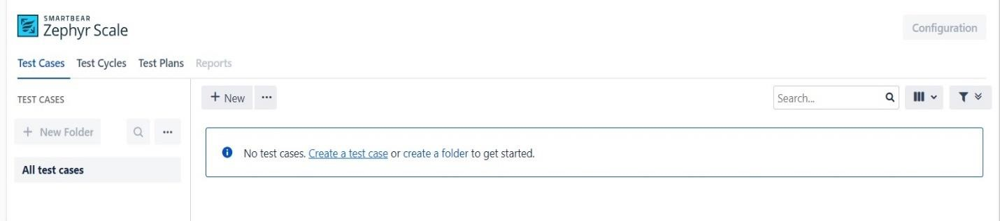 SMARTBEAR
Zephyr Scale
Configuration
Test Cases Test Cycles Test Plans Reports
TEST CASES
+ New ...
Search...
+ New Folder ...
No test cases. Create a test case or create a folder to get started.
All test cases